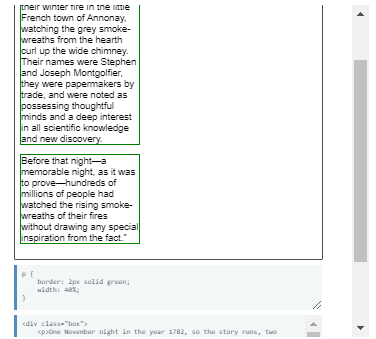 their winter fire in the little
French town of Annonay,
watching the grey smoke-
wreaths from the hearth
curl up the wide chimney.
Their names were Stephen
and Joseph Montgolfier,
they were papermakers by
trade, and were noted as
possessing thoughtful
minds and a deep interest
in all scientific knowledge
and new discovery.
Before that night—a
memorable night, as it was
to prove—hundreds of
millions of people had
watched the rising smoke-
wreaths of their fires
without drawing any special
inspiration from the fact."
p {
border: 2px solid green;
width: 40%;
}
<div class="box">
<p>One November night in the year 1782, so the story runs, two